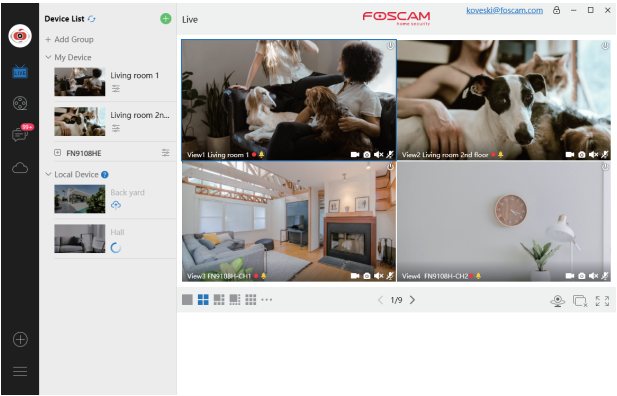 Device List
Live
FOSCAM
home security
koveski@foscam.com
+ Add Group
My Device
Living room 1
Living room 2n...
FN9108HE
Local Device
Back yard
Hall
LIVE
99+
View1 Living room 1
View2 Living room 2nd floor
View3 FN9108H-CH1
View4 FN9108H-CH2
1/9